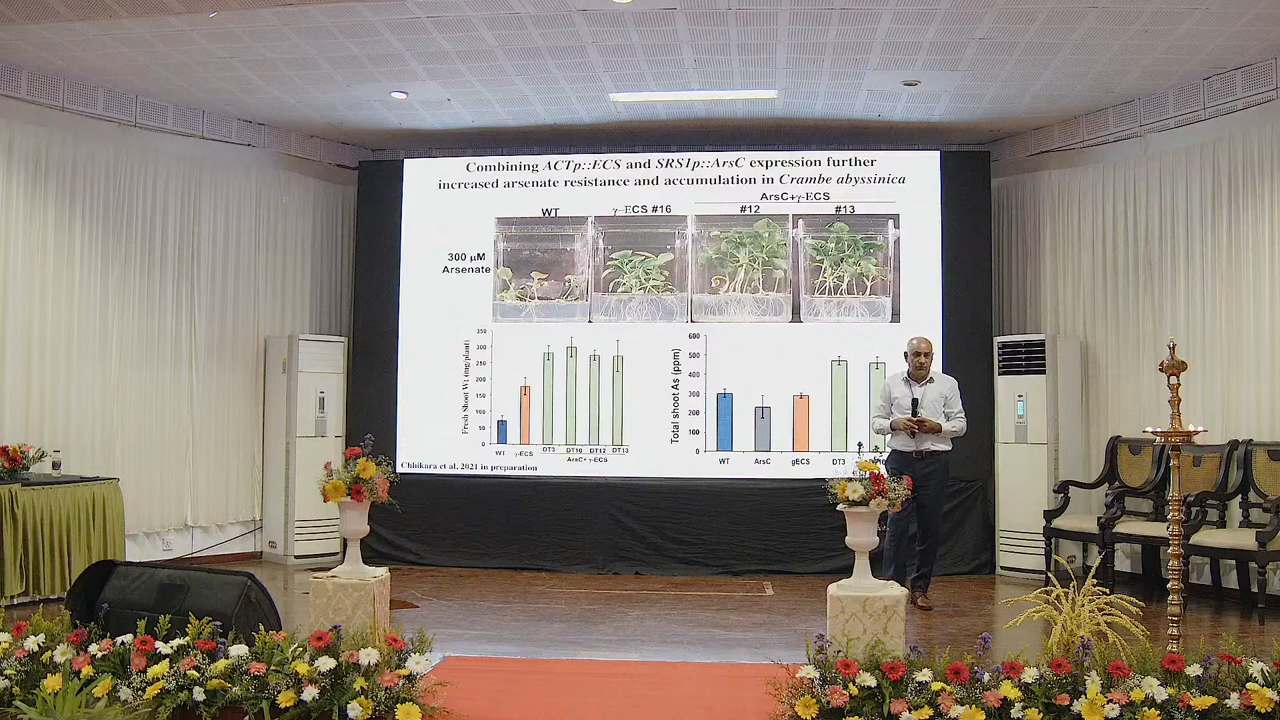 Combining ACTp::ECS and SRS1p::ArsC expression further
increased arsenate resistance and accumulation in Crambe abyssinica
ArsC+γ-ECS
WT γ-ECS #16 #12 #13
300 µM
Arsenate
Fresh Shoot Wt (mg/plant)
350
300
250
200
150
100
50
0
WT γ-ECS DT3 DT10 DT12 DT13
ArsC+ γ-ECS
Total shoot As (ppm)
600
500
400
300
200
100
0
WT ArsC gECS DT3
Chhikara et al, 2021 in preparation